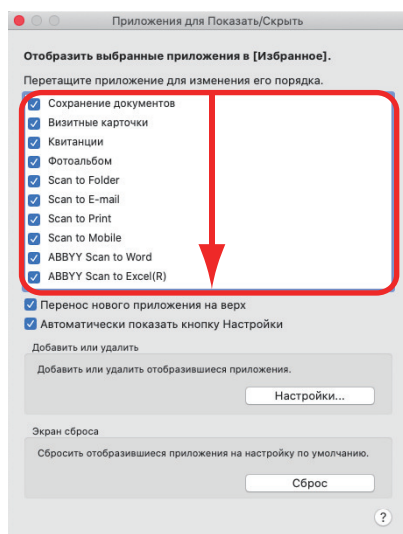 Приложения для Показать/Скрыть
Отобразить выбранные приложения в [Избранное].
Перетащите приложение для изменения его порядка.
Сохранение документов
Визитные карточки
Квитанции
Фотоальбом
Scan to Folder
Scan to E-mail
Scan to Print
Scan to Mobile
ABBYY Scan to Word
ABBYY Scan to Excel(R)
Перенос нового приложения на верх
Автоматически показать кнопку Настройки
Добавить или удалить
Добавить или удалить отобразившиеся приложения.
Настройки...
Экран сброса
Сбросить отобразившиеся приложения на настройку по умолчанию.
Сброс
?